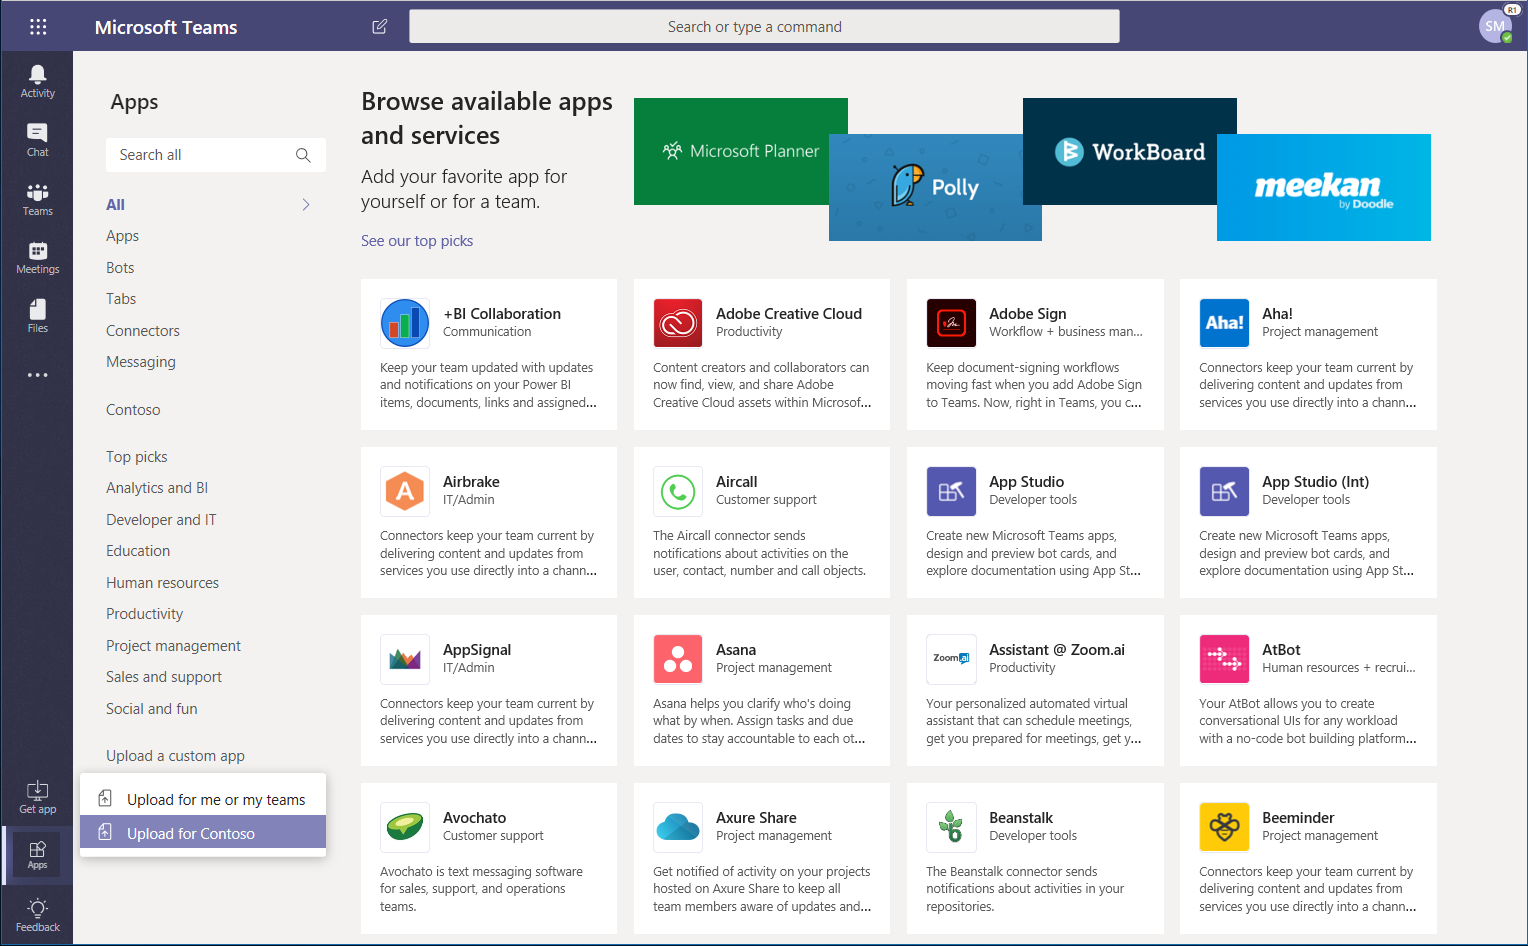 Microsoft Teams
Search or type a command
R1
SM
Activity
Chat
Teams
Meetings
Files
Get app
Apps
Feedback
Apps
Search all
All
Apps
Bots
Tabs
Connectors
Messaging
Contoso
Top picks
Analytics and BI
Developer and IT
Education
Human resources
Productivity
Project management
Sales and support
Social and fun
Upload a custom app
Upload for me or my teams
Upload for Contoso
Browse available apps
and services
Add your favorite app for
yourself or for a team.
See our top picks
Microsoft Planner
Polly
WorkBoard
meekan
by Doodle
+BI Collaboration
Communication
Keep your team updated with updates
and notifications on your Power BI
items, documents, links and assigned...
Adobe Creative Cloud
Productivity
Content creators and collaborators can
now find, view, and share Adobe
Creative Cloud assets within Microsof...
Adobe Sign
Workflow + business man...
Keep document-signing workflows
moving fast when you add Adobe Sign
to Teams. Now, right in Teams, you c...
Aha!
Aha!
Project management
Connectors keep your team current by
delivering content and updates from
services you use directly into a chann...
A
Airbrake
IT/Admin
Connectors keep your team current by
delivering content and updates from
services you use directly into a chann...
Aircall
Customer support
The Aircall connector sends
notifications about activities on the
user, contact, number and call objects.
App Studio
Developer tools
Create new Microsoft Teams apps,
design and preview bot cards, and
explore documentation using App St...
App Studio (Int)
Developer tools
Create new Microsoft Teams apps,
design and preview bot cards, and
explore documentation using App St...
AppSignal
IT/Admin
Connectors keep your team current by
delivering content and updates from
services you use directly into a chann...
Asana
Project management
Asana helps you clarify who's doing
what by when. Assign tasks and due
dates to stay accountable to each ot...
Zoom.ai
Assistant @ Zoom.ai
Productivity
Your personalized automated virtual
assistant that can schedule meetings,
get you prepared for meetings, get y...
AtBot
Human resources + recrui...
Your AtBot allows you to create
conversational UIs for any workload
with a no-code bot building platform...
Avochato
Customer support
Avochato is text messaging software
for sales, support, and operations
teams.
Axure Share
Project management
Get notified of activity on your projects
hosted on Axure Share to keep all
team members aware of updates and...
Beanstalk
Developer tools
The Beanstalk connector sends
notifications about activities in your
repositories.
Beeminder
Project management
Connectors keep your team current by
delivering content and updates from
services you use directly into a chann...